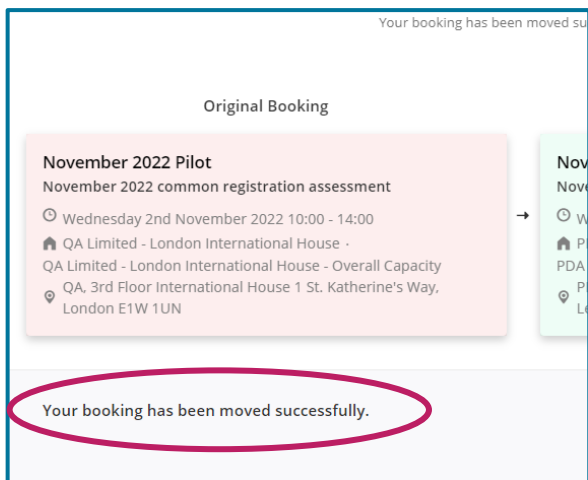 Your booking has been moved su
Original Booking
November 2022 Pilot
November 2022 common registration assessment
Wednesday 2nd November 2022 10:00 - 14:00
QA Limited - London International House ·
QA Limited - London International House - Overall Capacity
QA, 3rd Floor International House 1 St. Katherine's Way,
London E1W 1UN
→
Nov
Nove
W
PDA
Your booking has been moved successfully.